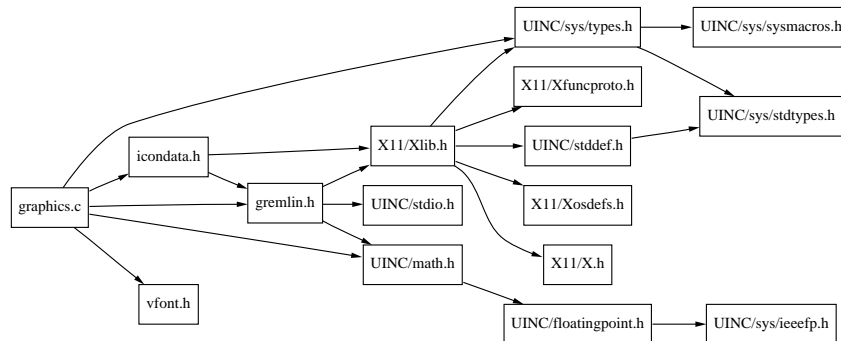 UINC/sys/types.h
UINC/sys/sysmacros.h
X11/Xfuncproto.h
UINC/sys/stdtypes.h
icondata.h
X11/Xlib.h
UINC/stddef.h
graphics.c
gremlin.h
UINC/stdio.h
X11/Xosdefs.h
UINC/math.h
X11/X.h
vfont.h
UINC/floatingpoint.h
UINC/sys/ieeefp.h